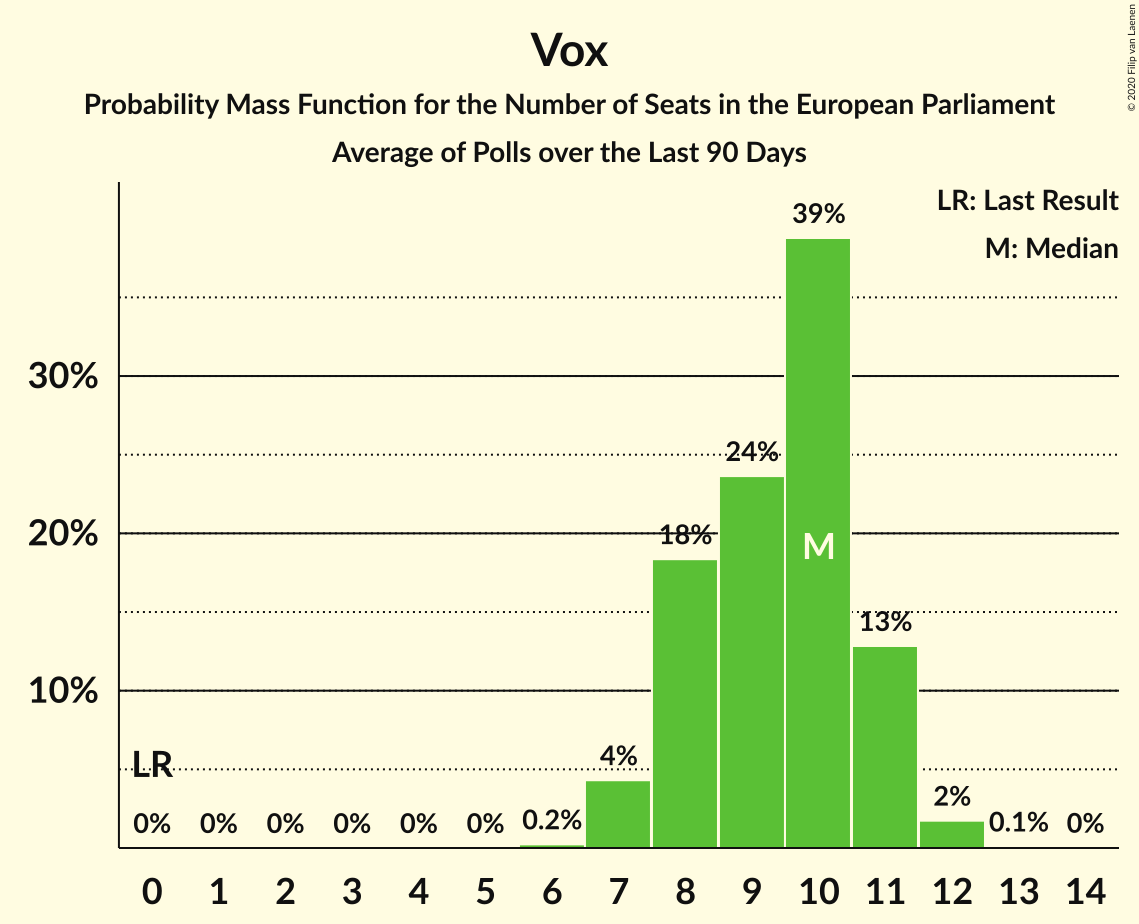 Vox
Probability Mass Function for the Number of Seats in the European Parliament
Average of Polls over the Last 90 Days
© 2020 Filip van Laenen
LR: Last Result
M: Median
39%
30%
24%
20%
18%
M
13%
10%
LR
4%
2%
0% 0% 0% 0% 0% 0% 0.2% 0.1% 0%
0 1 2 3 4 5 6 7 8 9 10 11 12 13 14